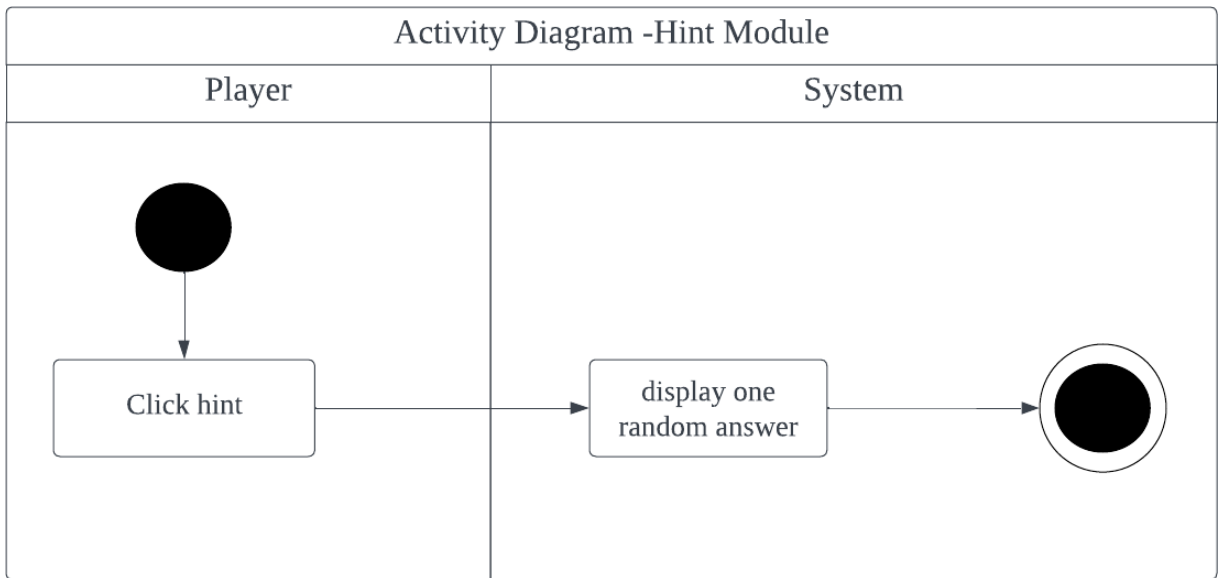 Activity Diagram -Hint Module
Player
System
Click hint
display one
random answer